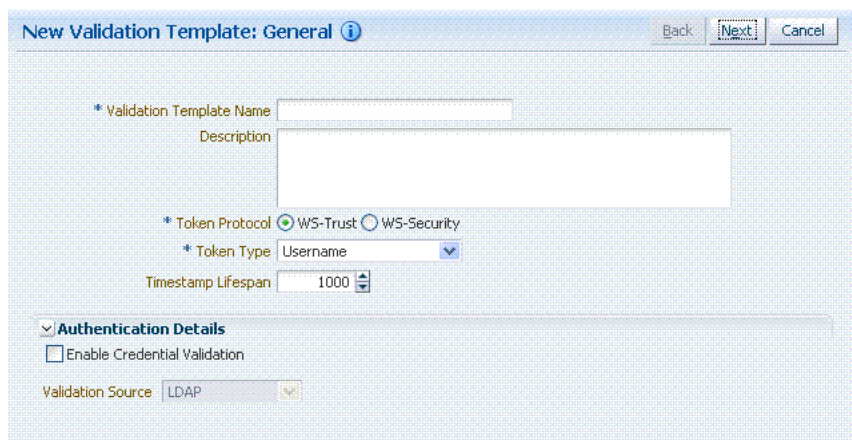 New Validation Template: General
Back Next Cancel
* Validation Template Name
Description
* Token Protocol WS-Trust WS-Security
* Token Type Username
Timestamp Lifespan 1000
Authentication Details
Enable Credential Validation
Validation Source LDAP